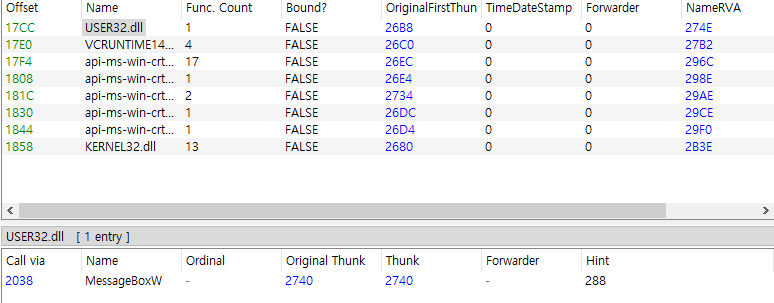 Offset Name Func. Count Bound? OriginalFirstThun TimeDateStamp Forwarder NameRVA
17CC USER32.dll 1 FALSE 26B8 0 0 274E
17E0 VCRUNTIME14... 4 FALSE 26C0 0 0 27B2
17F4 api-ms-win-crt... 17 FALSE 26EC 0 0 296C
1808 api-ms-win-crt... 1 FALSE 26E4 0 0 298E
181C api-ms-win-crt... 2 FALSE 2734 0 0 29AE
1830 api-ms-win-crt... 1 FALSE 26DC 0 0 29CE
1844 api-ms-win-crt... 1 FALSE 26D4 0 0 29F0
1858 KERNEL32.dll 13 FALSE 2680 0 0 2B3E
USER32.dll [ 1 entry ]
Call via Name Ordinal Original Thunk Thunk Forwarder Hint
2038 MessageBoxW - 2740 2740 - 288